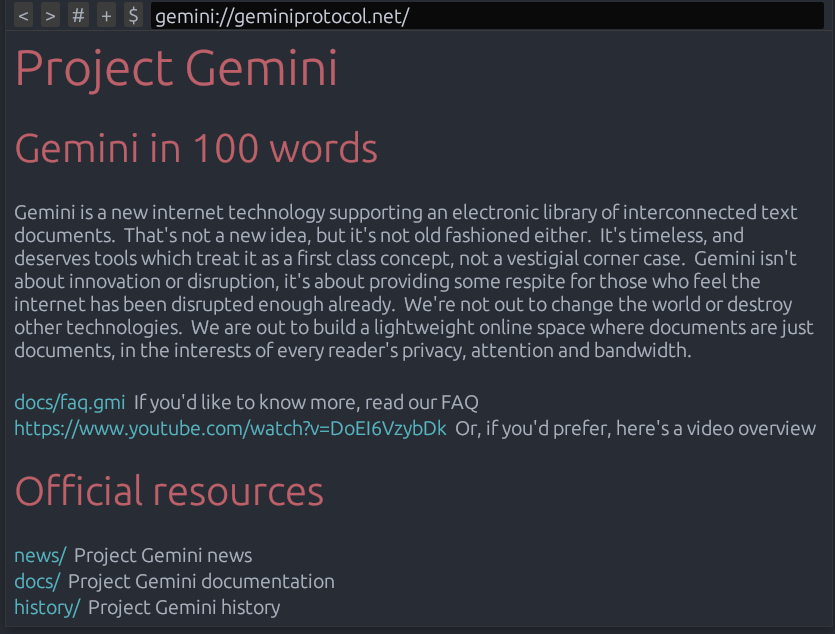 < > # + $ gemini://geminiprotocol.net/
Project Gemini
Gemini in 100 words
Gemini is a new internet technology supporting an electronic library of interconnected text
documents.  That's not a new idea, but it's not old fashioned either.  It's timeless, and
deserves tools which treat it as a first class concept, not a vestigial corner case.  Gemini isn't
about innovation or disruption, it's about providing some respite for those who feel the
internet has been disrupted enough already.  We're not out to change the world or destroy
other technologies.  We are out to build a lightweight online space where documents are just
documents, in the interests of every reader's privacy, attention and bandwidth.
docs/faq.gmi  If you'd like to know more, read our FAQ
https://www.youtube.com/watch?v=DoEI6VzybDk  Or, if you'd prefer, here's a video overview
Official resources
news/  Project Gemini news
docs/  Project Gemini documentation
history/  Project Gemini history